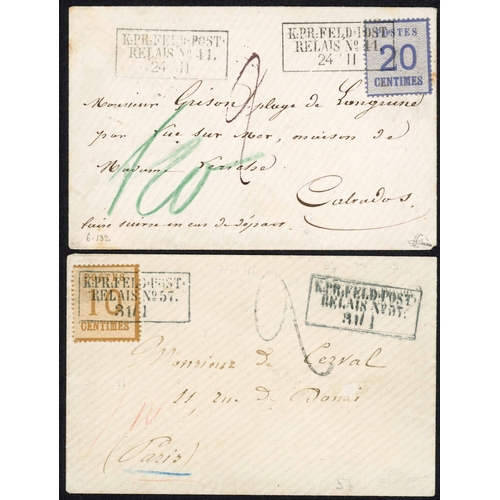 K.PR.FELD-POST-
RELAIS No 41.
24 11
K.PR.FELD-POST-
RELAIS No 41.
24 11
POSTES
20
CENTIMES
Monsieur Grison, plage de Langrune
par Luc sur Mer, maison de
Madame
Calvados.
faire suivre en cas de départ.
6-132
POSTES
10
CENTIMES
K.PR.FELD-POST-
RELAIS No 57.
31 1
K.PR.FELD-POST-
RELAIS No 57.
31 1
2
Monsieur de Lerval
11, rue de
(Paris)